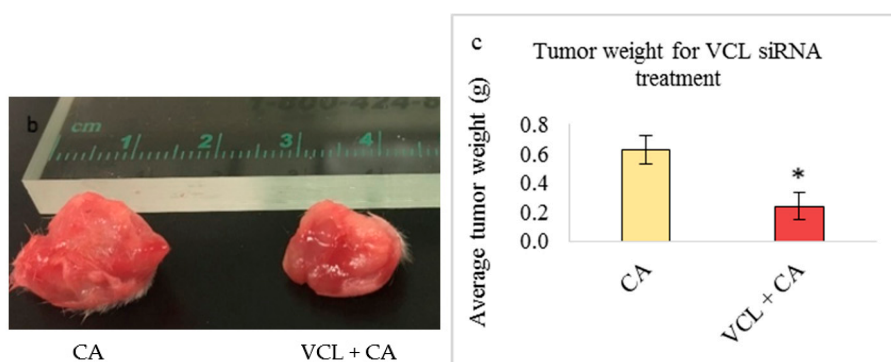 b
cm
1 2 3 4
CA
VCL + CA
c
Tumor weight for VCL siRNA
treatment
Average tumor weight (g)
0.8
0.6
0.4
0.2
0.0
*
CA
VCL + CA